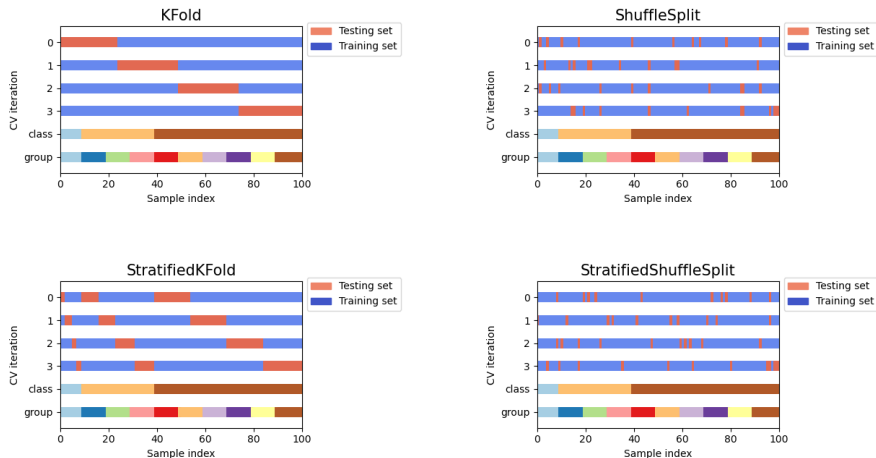 KFold
Testing set
Training set
0
1
2
3
class
group
CV iteration
0 20 40 60 80 100
Sample index
ShuffleSplit
Testing set
Training set
0
1
2
3
class
group
CV iteration
0 20 40 60 80 100
Sample index
StratifiedKFold
Testing set
Training set
0
1
2
3
class
group
CV iteration
0 20 40 60 80 100
Sample index
StratifiedShuffleSplit
Testing set
Training set
0
1
2
3
class
group
CV iteration
0 20 40 60 80 100
Sample index